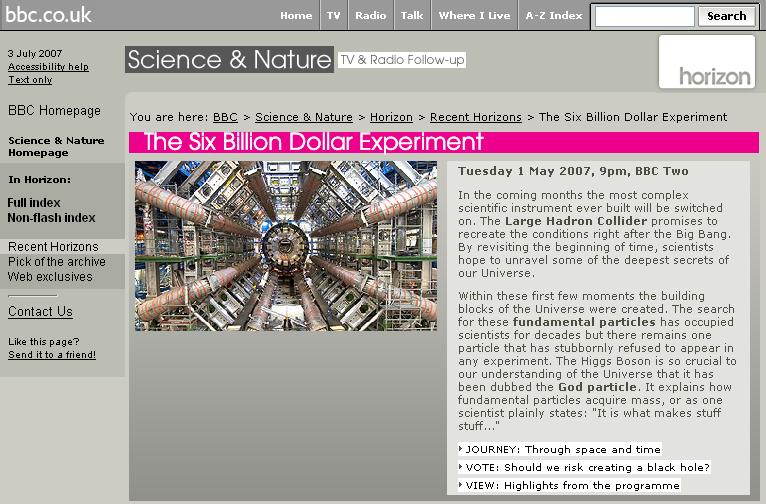 bbc.co.uk
Home TV Radio Talk Where I Live A-Z Index Search
3 July 2007
Accessibility help
Text only
BBC Homepage
Science & Nature
Homepage
In Horizon:
Full index
Non-flash index
Recent Horizons
Pick of the archive
Web exclusives
Contact Us
Like this page?
Send it to a friend!
Science & Nature TV & Radio Follow-up
horizon
You are here: BBC > Science & Nature > Horizon > Recent Horizons > The Six Billion Dollar Experiment
The Six Billion Dollar Experiment
Tuesday 1 May 2007, 9pm, BBC Two
In the coming months the most complex
scientific instrument ever built will be switched
on. The Large Hadron Collider promises to
recreate the conditions right after the Big Bang.
By revisiting the beginning of time, scientists
hope to unravel some of the deepest secrets of
our Universe.
Within these first few moments the building
blocks of the Universe were created. The search
for these fundamental particles has occupied
scientists for decades but there remains one
particle that has stubbornly refused to appear in
any experiment. The Higgs Boson is so crucial to
our understanding of the Universe that it has
been dubbed the God particle. It explains how
fundamental particles acquire mass, or as one
scientist plainly states: "It is what makes stuff
stuff..."
JOURNEY: Through space and time
VOTE: Should we risk creating a black hole?
VIEW: Highlights from the programme